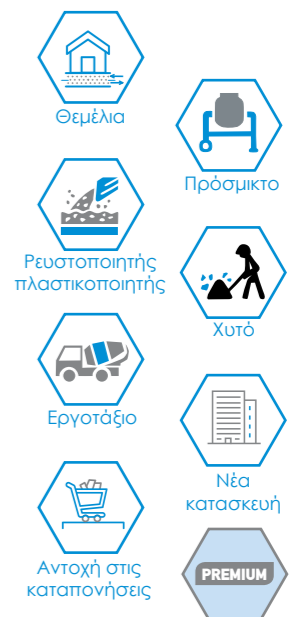 Θεμέλια
Πρόσμικτο
Ρευστοποιητής
πλαστικοποιητής
Χυτό
Εργοτάξιο
Νέα
κατασκευή
Αντοχή στις
καταπονήσεις
PREMIUM